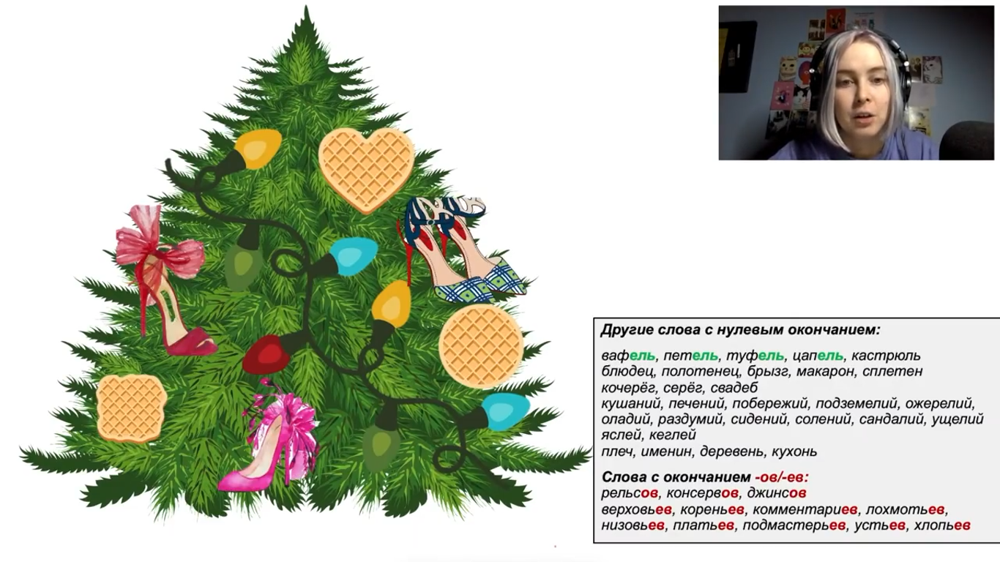 Другие слова с нулевым окончанием:
вафель, петель, туфель, цапель, кастрюль
блюдец, полотенец, брызг, макарон, сплетен
кочерёг, серёг, свадеб
кушаний, печений, побережий, подземелий, ожерелий,
оладий, раздумий, сидений, солений, сандалий, ущелий
яслей, кеглей
плеч, именин, деревень, кухонь
Слова с окончанием -ов/-ев:
рельсов, консервов, джинсов
верховьев, кореньев, комментариев, лохмотьев,
низовьев, платьев, подмастерьев, устьев, хлопьев